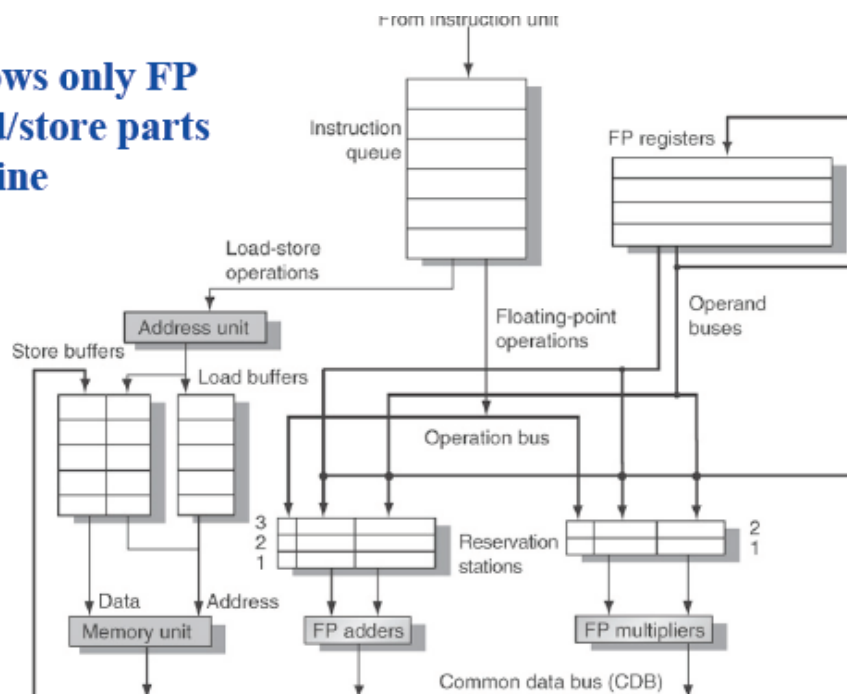 From instruction unit
ows only FP
d/store parts
ine
Instruction
queue
FP registers
Load-store
operations
Address unit
Floating-point
operations
Operand
buses
Store buffers
Load buffers
Operation bus
3
2
1
Reservation
stations
2
1
Data
Address
Memory unit
FP adders
FP multipliers
Common data bus (CDB)